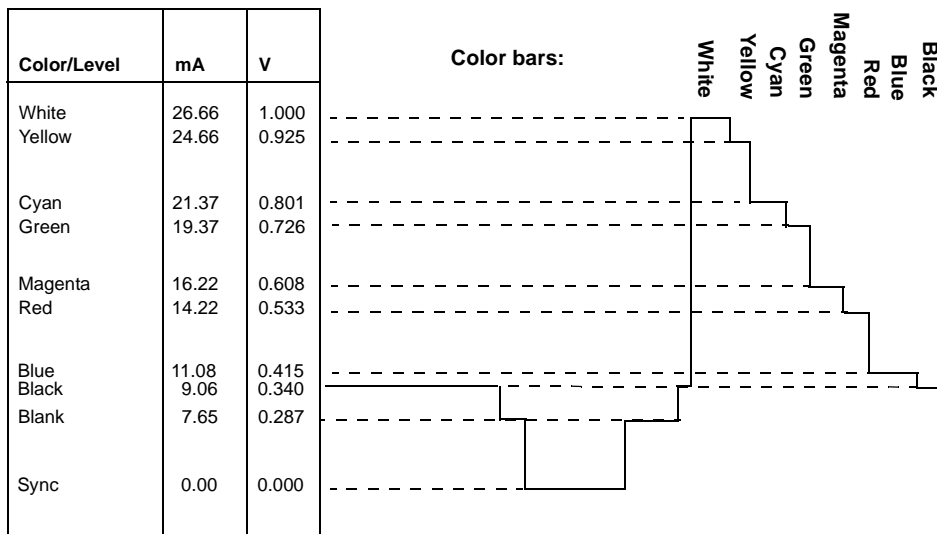 Color/Level mA V
White 26.66 1.000
Yellow 24.66 0.925
Cyan 21.37 0.801
Green 19.37 0.726
Magenta 16.22 0.608
Red 14.22 0.533
Blue 11.08 0.415
Black 9.06 0.340
Blank 7.65 0.287
Sync 0.00 0.000
Color bars:
White
Yellow
Cyan
Green
Magenta
Red
Blue
Black